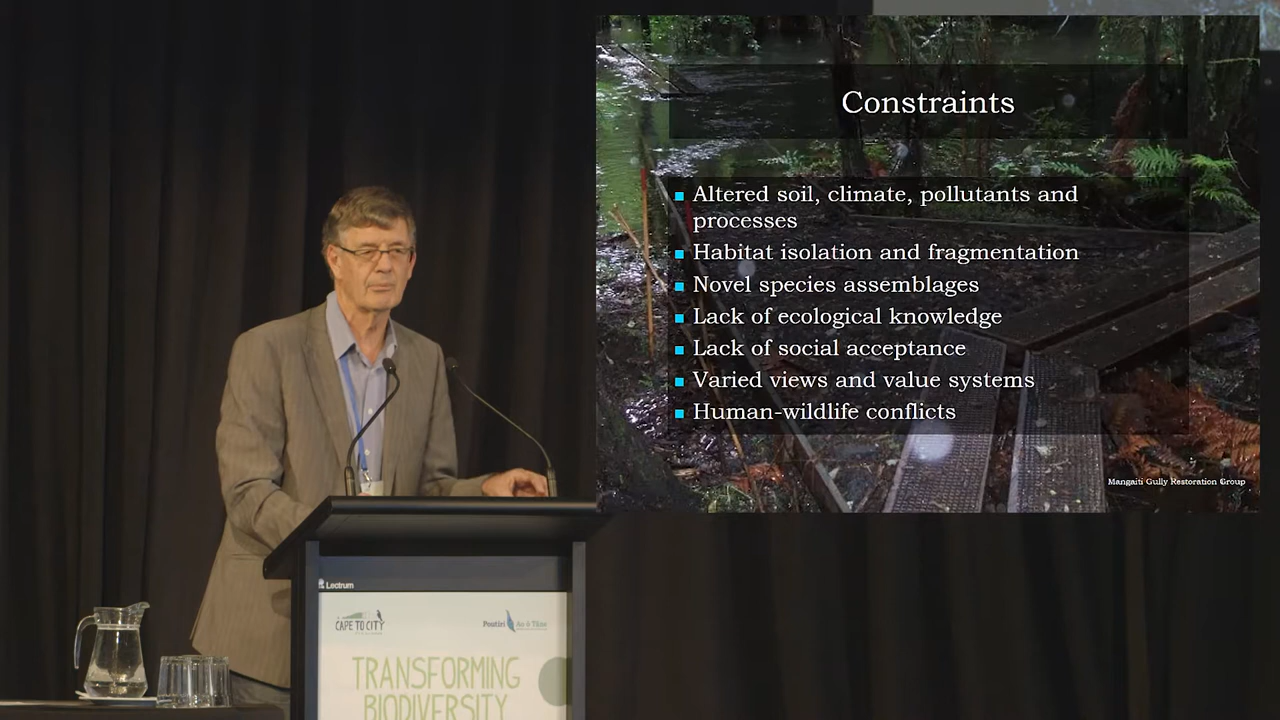 Constraints
Altered soil, climate, pollutants and
processes
Habitat isolation and fragmentation
Novel species assemblages
Lack of ecological knowledge
Lack of social acceptance
Varied views and value systems
Human-wildlife conflicts
Mangaiti Gully Restoration Group
Lectrum
CAPE TO CITY
Poutiri Ao ō Tāne
TRANSFORMING
BIODIVERSITY